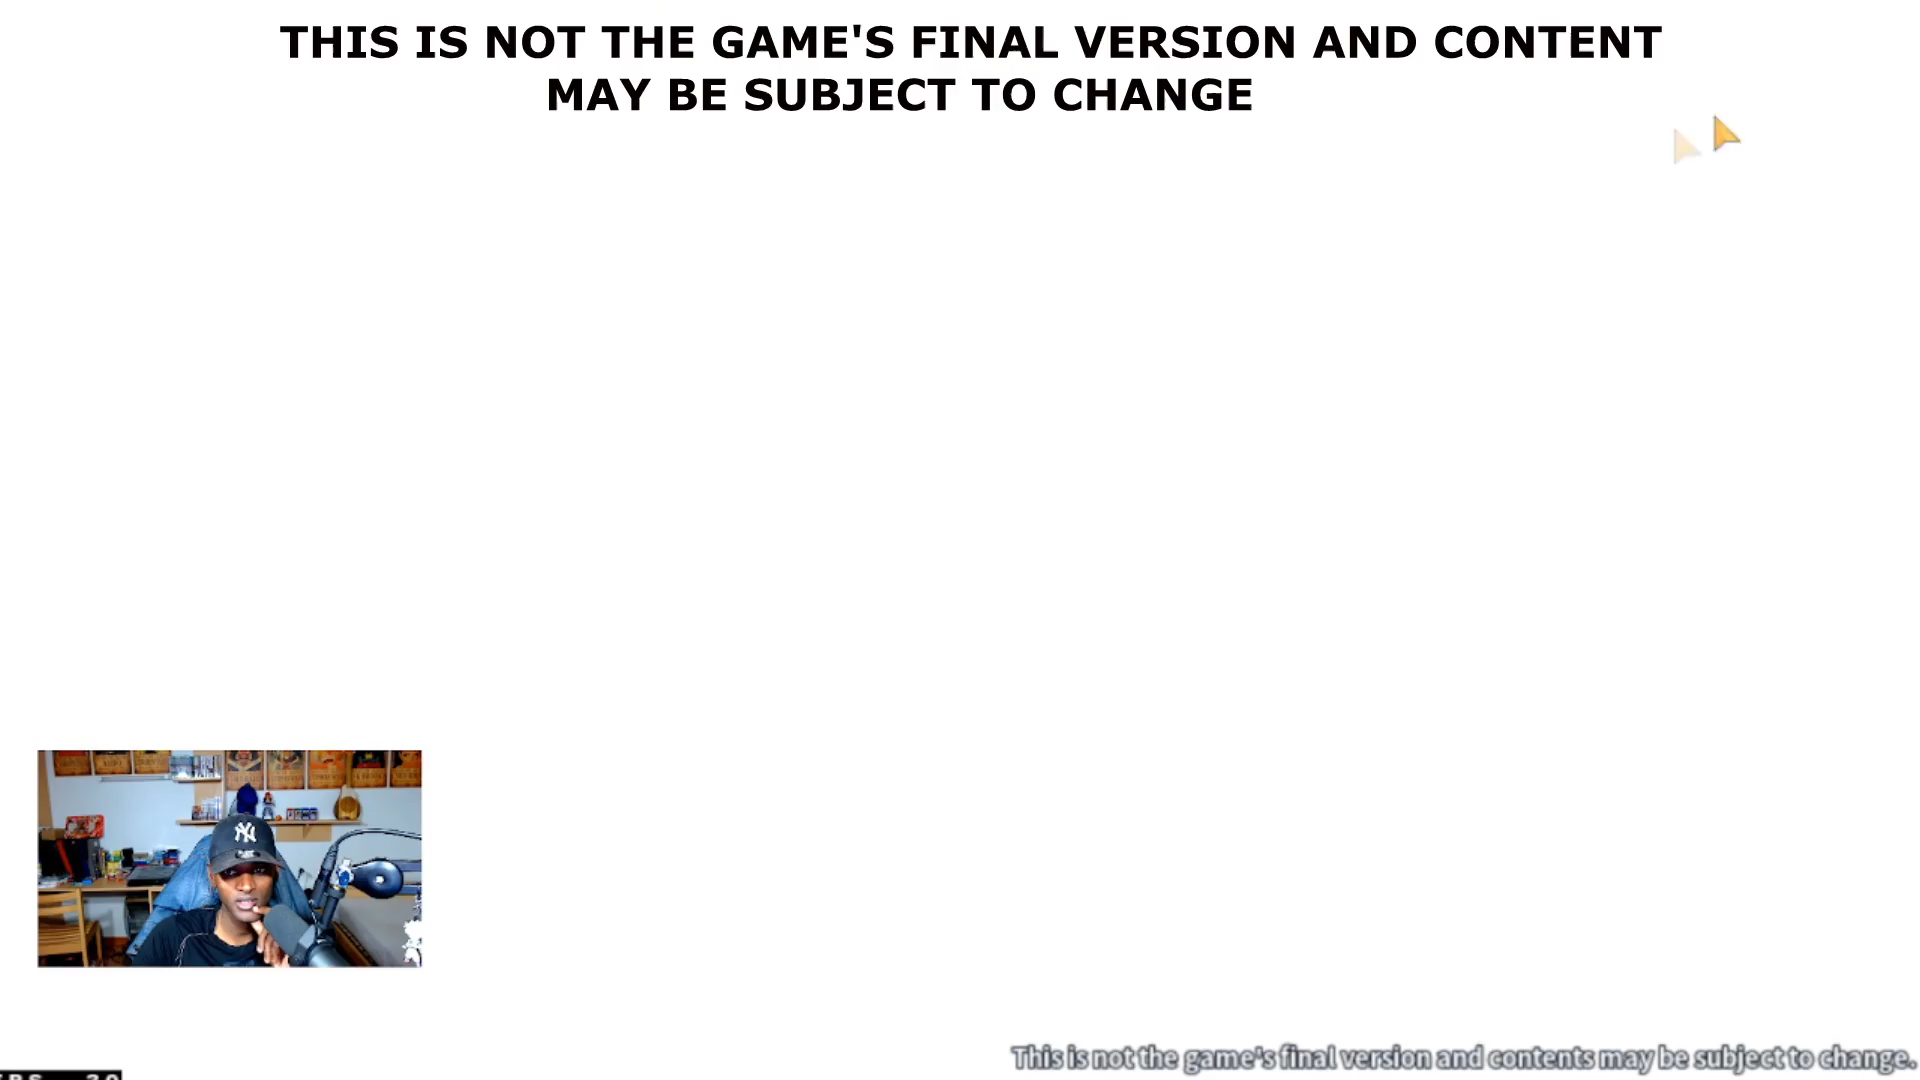 THIS IS NOT THE GAME'S FINAL VERSION AND CONTENT
MAY BE SUBJECT TO CHANGE
NY
This is not the game's final version and contents may be subject to change.